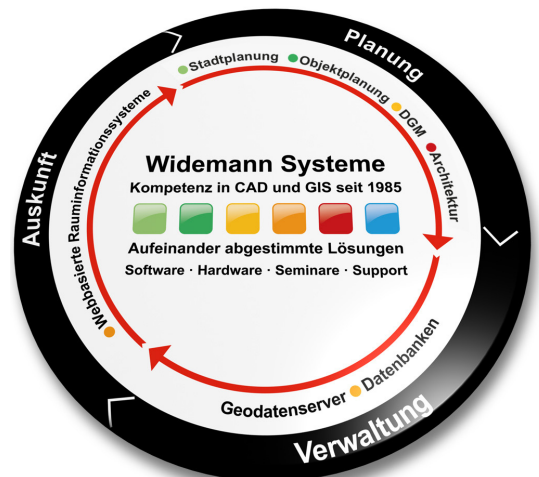 Planung
Stadtplanung
Objektplanung
DGM
Architektur
Auskunft
Webbasierte Rauminformationssysteme
Widemann Systeme
Kompetenz in CAD und GIS seit 1985
Aufeinander abgestimmte Lösungen
Software · Hardware · Seminare · Support
Geodatenserver
Datenbanken
Verwaltung